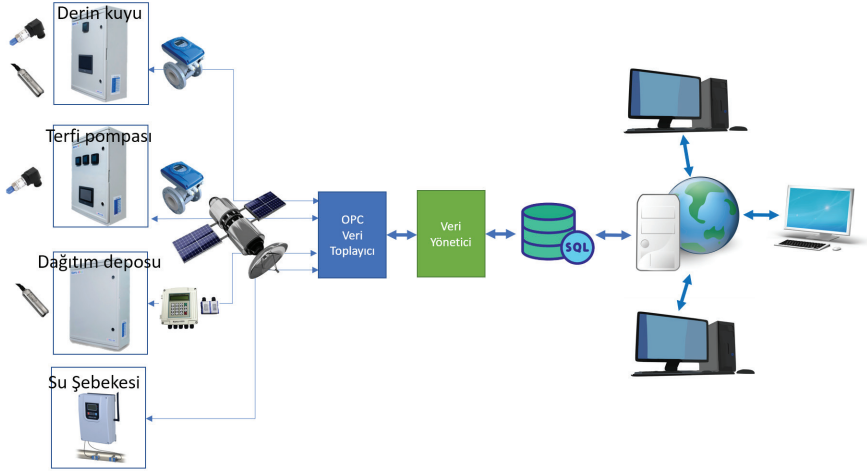 Derin kuyu
Terfi pompası
Dağıtım deposu
Su Şebekesi
OPC
Veri
Toplayıcı
Veri
Yönetici
SQL